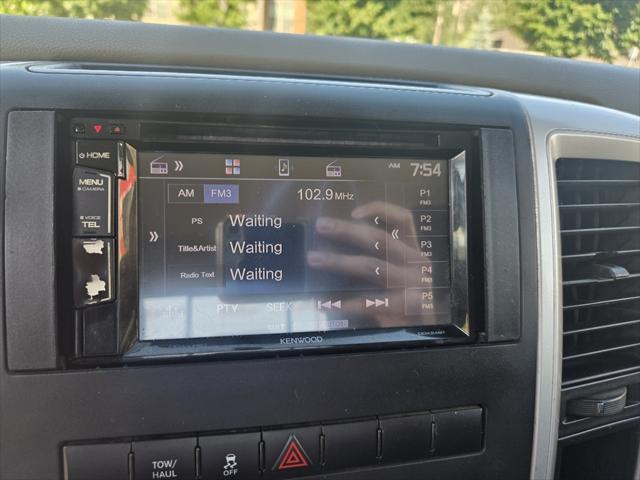 AM 7:54
AM FM3 102.9 MHz
HOME
MENU
CAMERA
VOICE
TEL
PS Waiting
Title&Artist Waiting
Radio Text Waiting
PTY SEEK
P1
FM3
P2
FM3
P3
FM3
P4
FM3
P5
FM3
KENWOOD
TOW/
HAUL
OFF